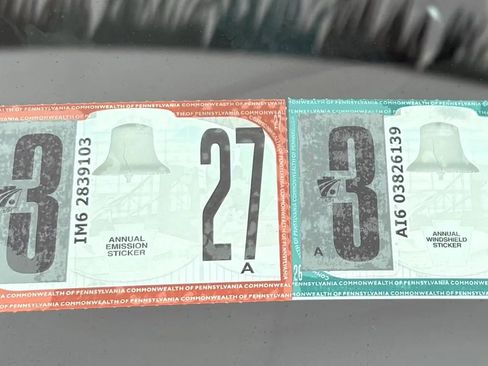 COMMONWEALTH OF PENNSYLVANIA COMMONWEALTH OF PENNSYLVANIA
3
IM6 2839103
27
A
ANNUAL
EMISSION
STICKER
COMMONWEALTH OF PENNSYLVANIA COMMONWEALTH OF PENNSYLVANIA
COMMONWEALTH OF PENNSYLVANIA
A
3
AI6 03826139
ANNUAL
WINDSHIELD
STICKER
25
COMMONWEALTH OF PENNSYLVANIA